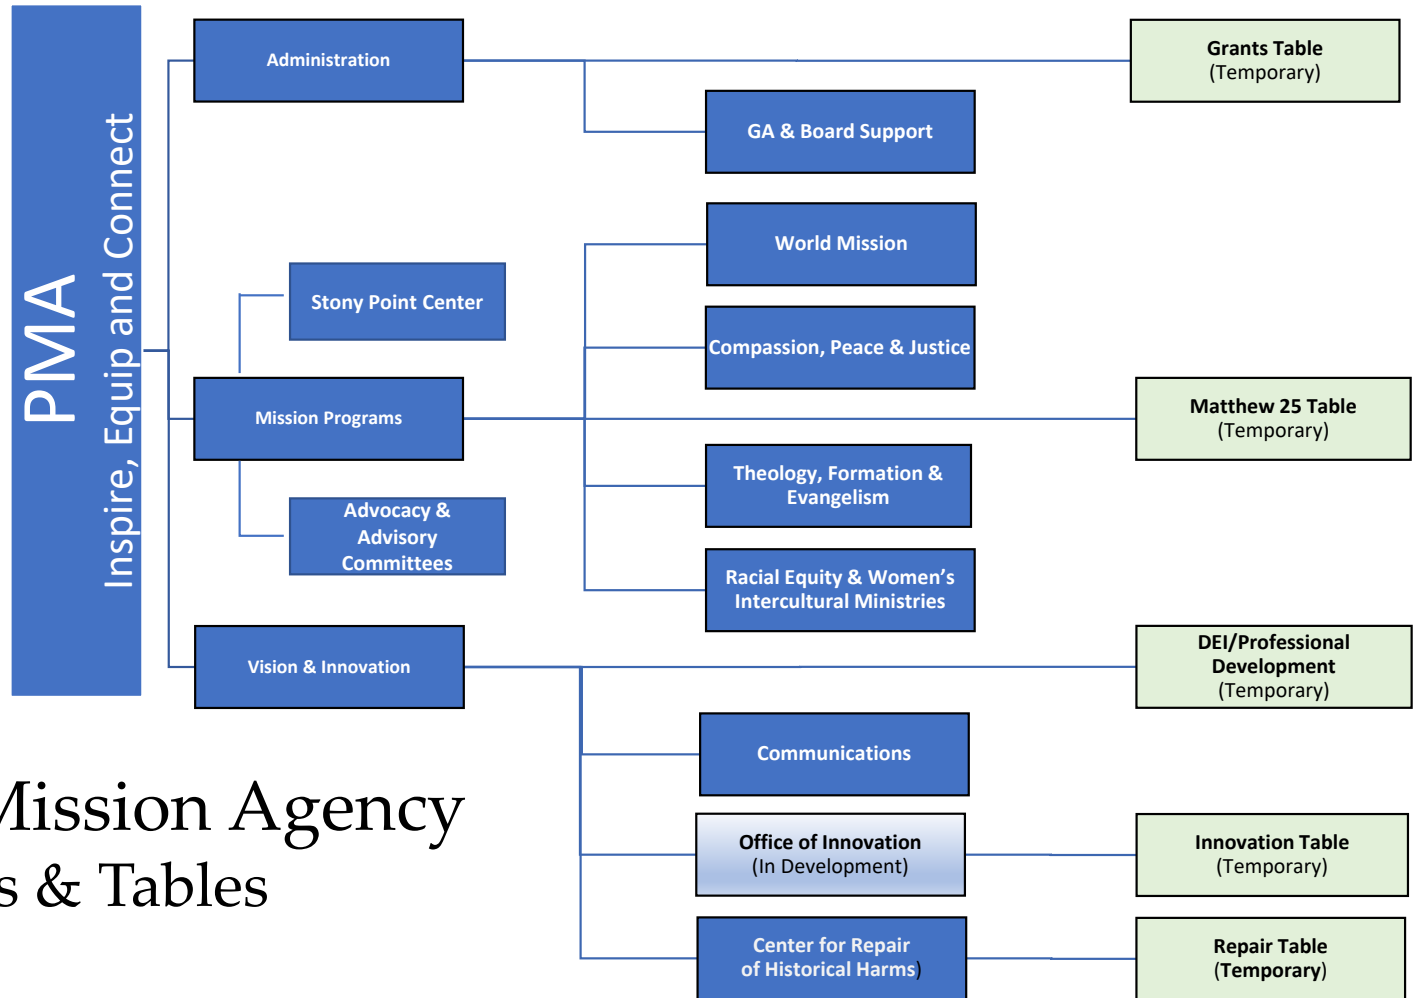 PMA
Inspire, Equip and Connect
Administration
Grants Table
(Temporary)
GA & Board Support
World Mission
Stony Point Center
Compassion, Peace & Justice
Mission Programs
Matthew 25 Table
(Temporary)
Theology, Formation &
Evangelism
Advocacy &
Advisory
Committees
Racial Equity & Women’s
Intercultural Ministries
Vision & Innovation
DEI/Professional
Development
(Temporary)
Communications
Mission Agency
s & Tables
Office of Innovation
(In Development)
Innovation Table
(Temporary)
Center for Repair
of Historical Harms)
Repair Table
(Temporary)